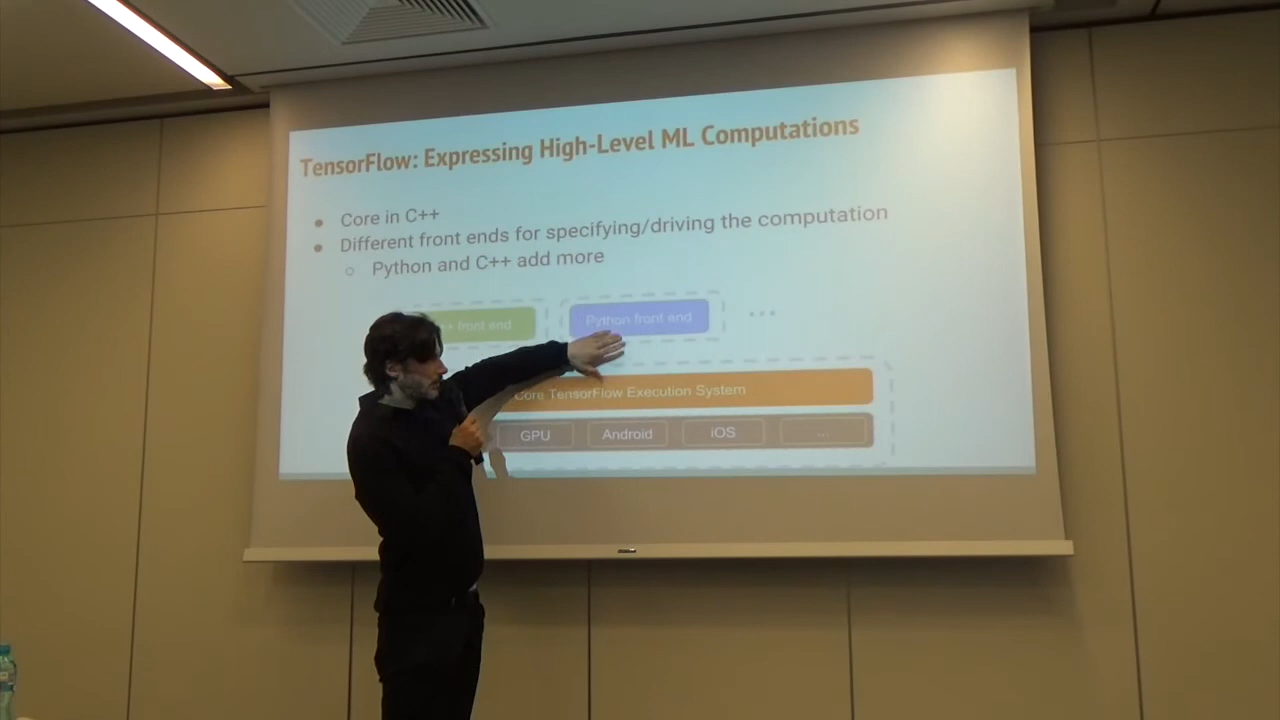 TensorFlow: Expressing High-Level ML Computations
Core in C++
Different front ends for specifying/driving the computation
Python and C++ add more
+ front end
Python front end
...
Core TensorFlow Execution System
GPU
Android
iOS
...